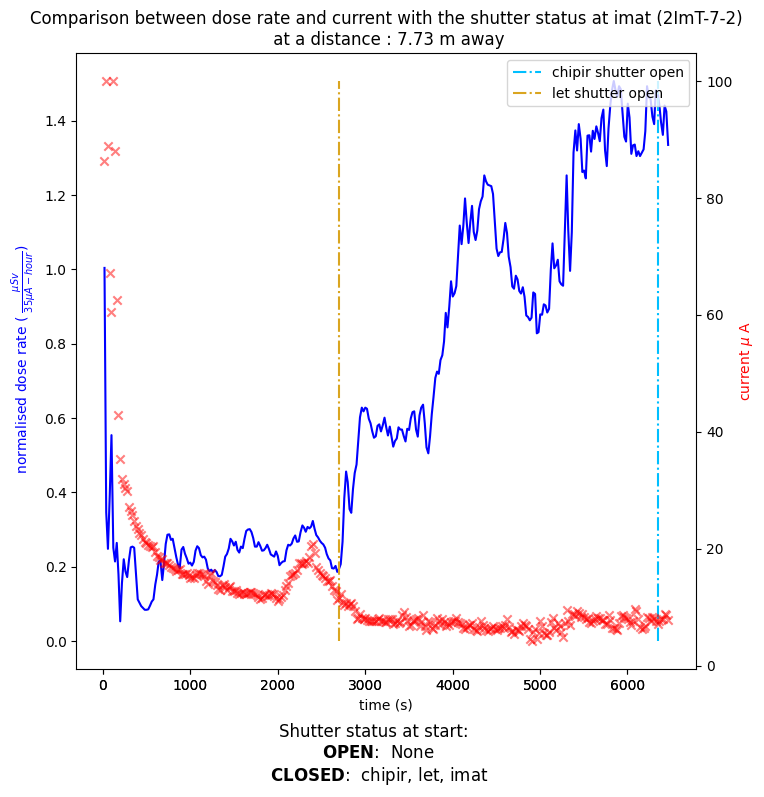 Comparison between dose rate and current with the shutter status at imat (2ImT-7-2)
at a distance : 7.73 m away
chipir shutter open
let shutter open
normalised dose rate ( μSv / 35μA − hour )
current μ A
1.4
1.2
1.0
0.8
0.6
0.4
0.2
0.0
100
80
60
40
20
0
0 1000 2000 3000 4000 5000 6000
time (s)
Shutter status at start:
OPEN: None
CLOSED: chipir, let, imat